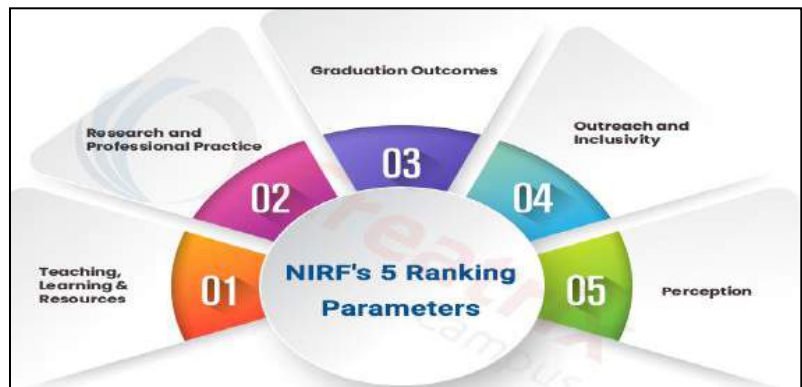 Graduation Outcomes
Research and
Professional Practice
Outreach and
Inclusivity
03
02
04
Teaching,
Learning &
Resources
01
NIRF's 5 Ranking
Parameters
05
Perception